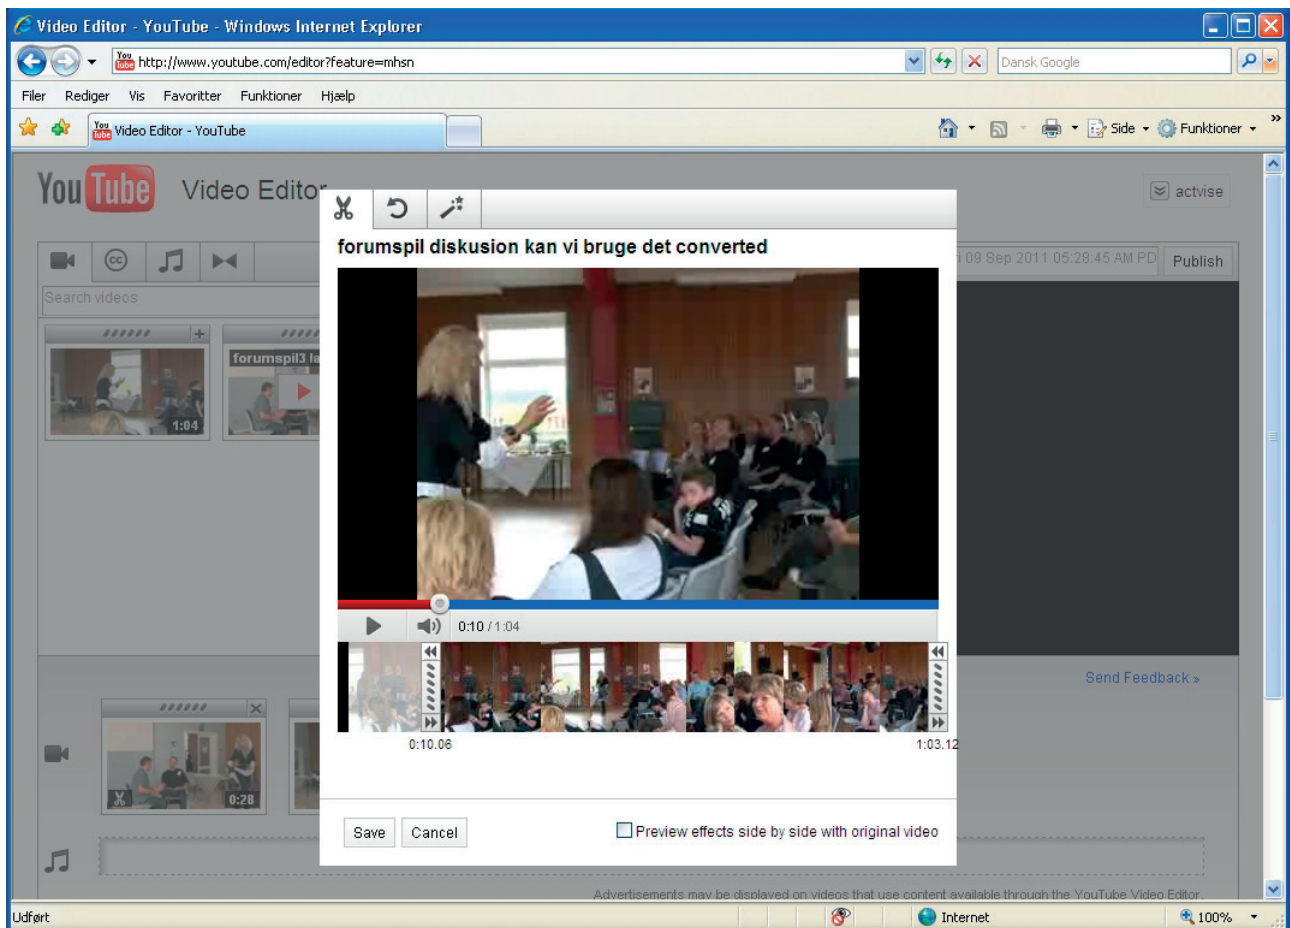 Video Editor - YouTube - Windows Internet Explorer
http://www.youtube.com/editor?feature=mhsn
Dansk Google
Filer Rediger Vis Favoritter Funktioner Hjælp
Video Editor - YouTube
Side Funktioner
YouTube Video Editor
actvise
forumspil diskusion kan vi bruge det converted
09 Sep 2011 05:28:45 AM PD
Publish
Search videos
1:04
forumspil3
0:10 / 1:04
Send Feedback »
0:10.06
1:03.12
0:28
Save Cancel
Preview effects side by side with original video
Advertisements may be displayed on videos that use content available through the YouTube Video Editor.
Udført
Internet
100%